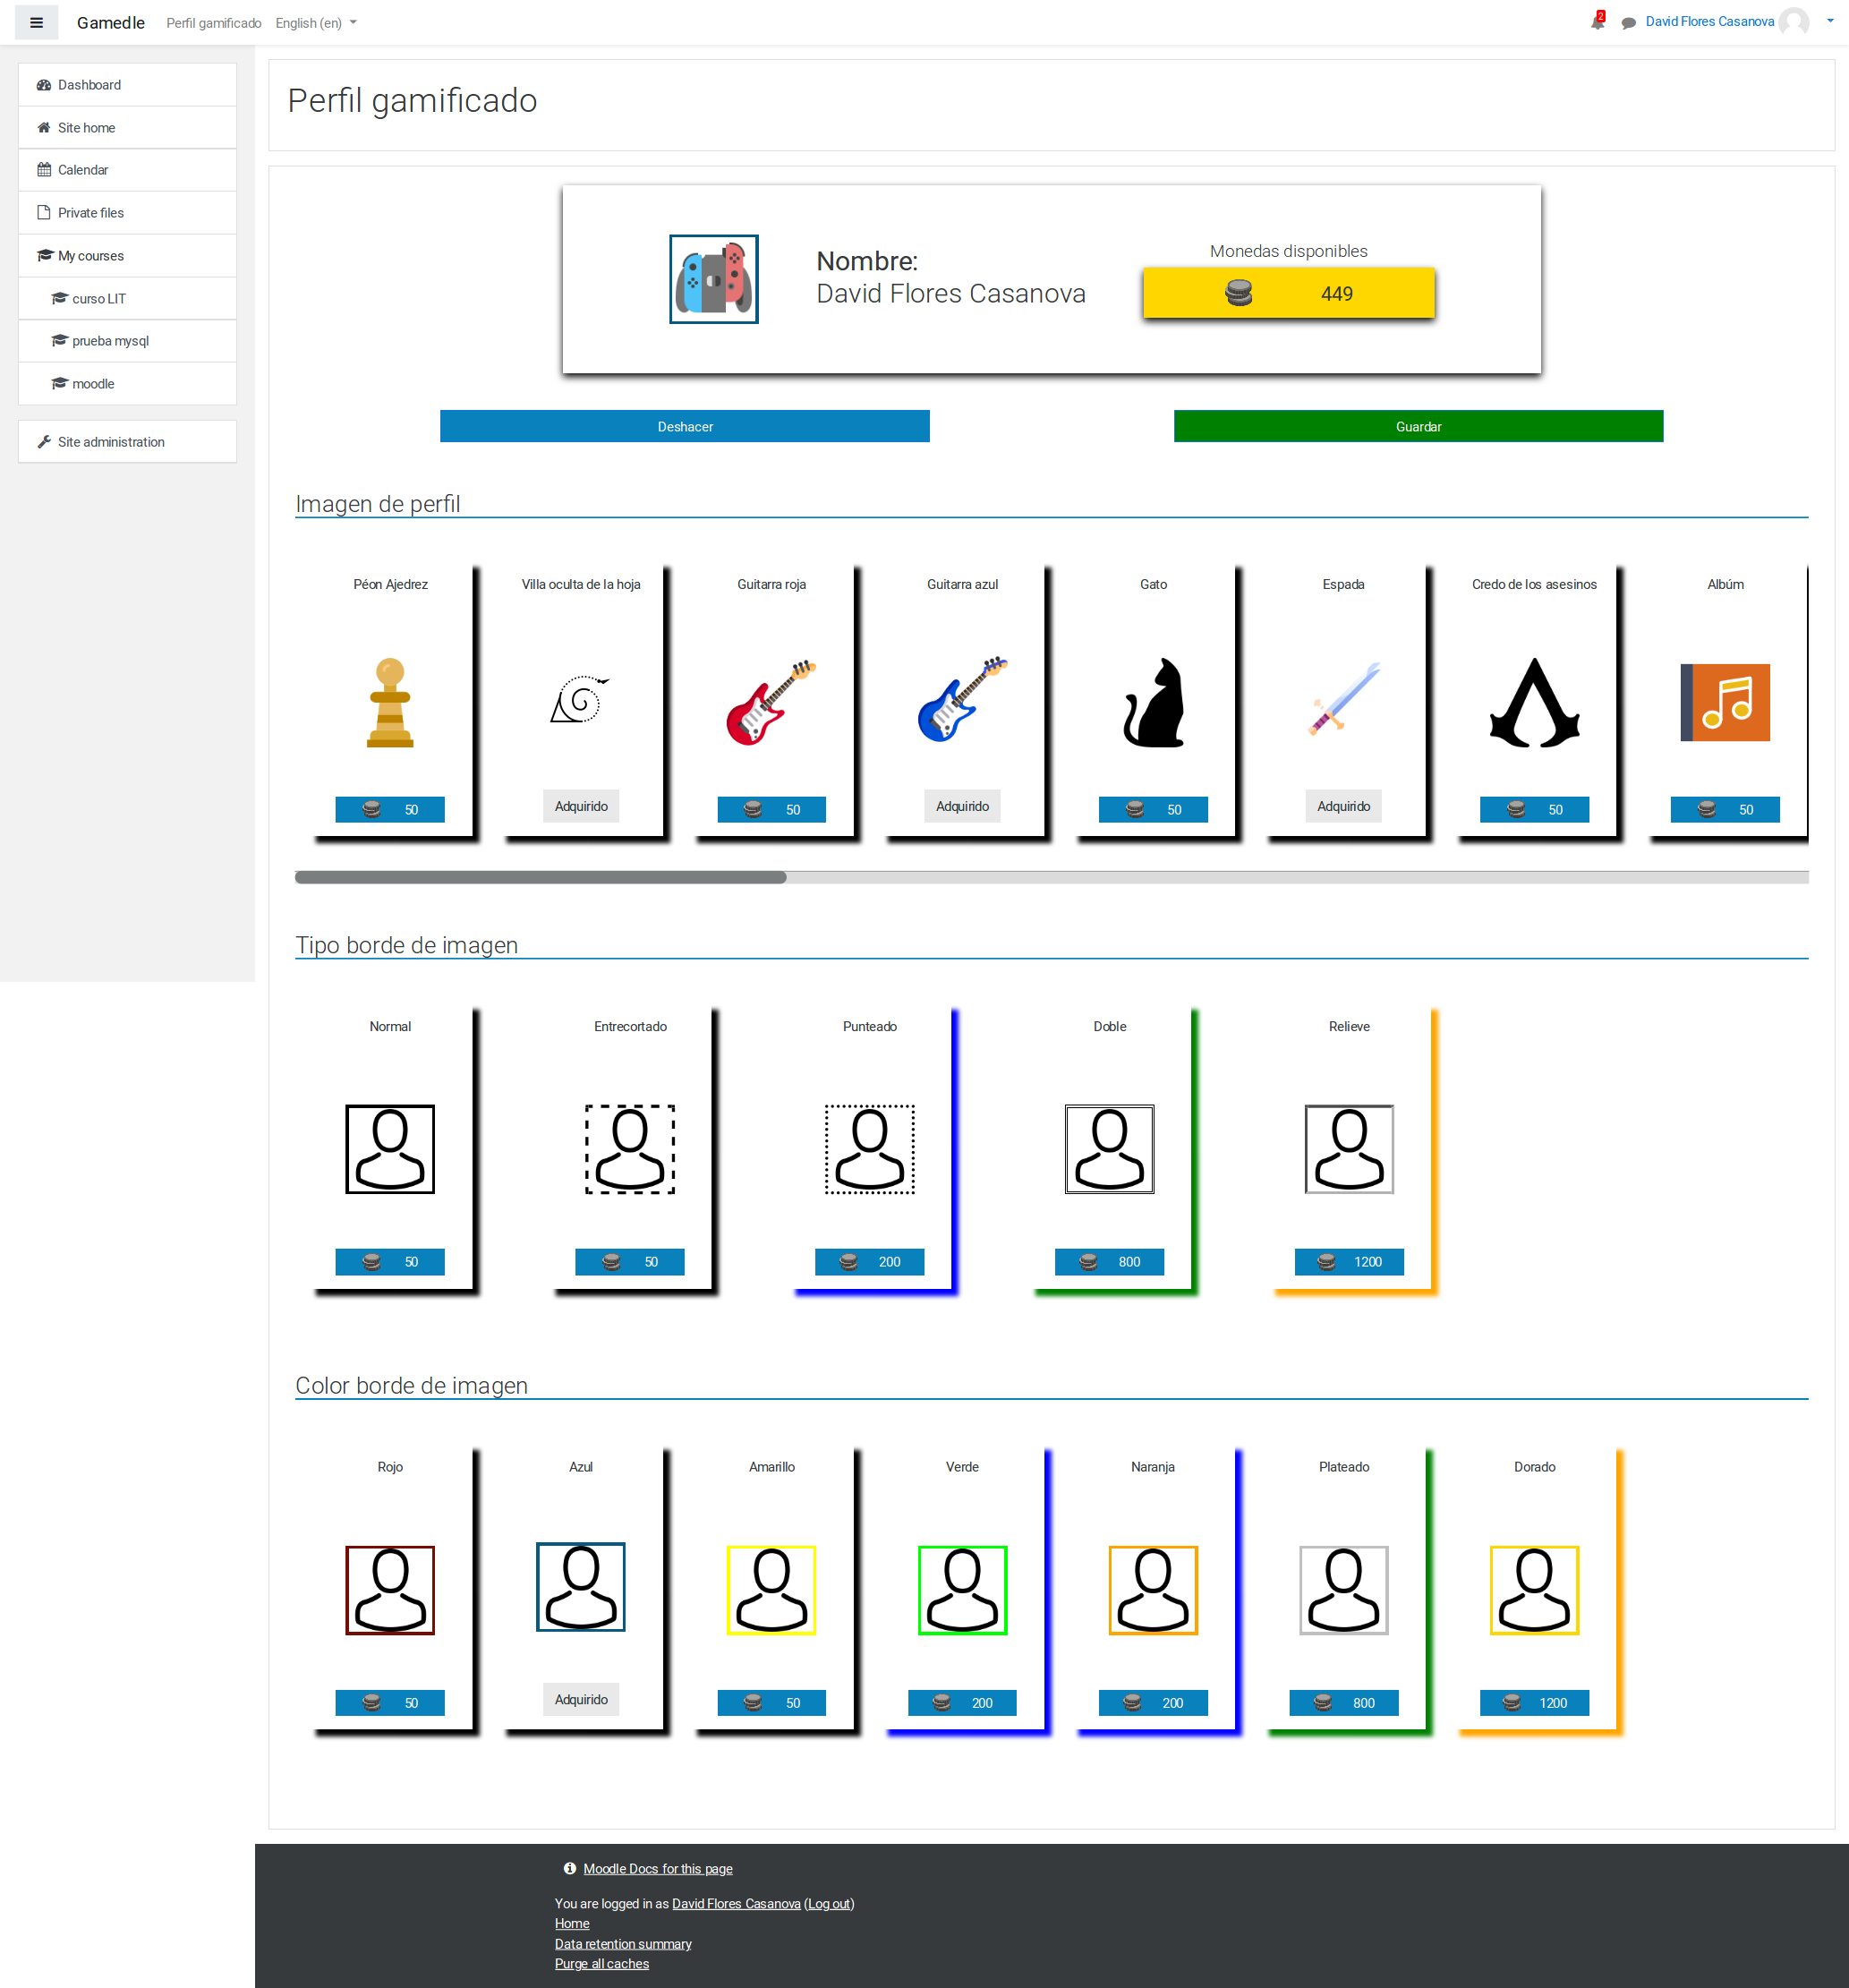 Gamedle
Perfil gamificado
English (en)
2
David Flores Casanova
Dashboard
Site home
Calendar
Private files
My courses
curso LIT
prueba mysql
moodle
Site administration
Perfil gamificado
Nombre:
David Flores Casanova
Monedas disponibles
449
Deshacer
Guardar
Imagen de perfil
Péon Ajedrez
Villa oculta de la hoja
Guitarra roja
Guitarra azul
Gato
Espada
Credo de los asesinos
Albúm
50
Adquirido
50
Adquirido
50
Adquirido
50
50
Tipo borde de imagen
Normal
Entrecortado
Punteado
Doble
Relieve
50
50
200
800
1200
Color borde de imagen
Rojo
Azul
Amarillo
Verde
Naranja
Plateado
Dorado
50
Adquirido
50
200
200
800
1200
Moodle Docs for this page
You are logged in as David Flores Casanova (Log out)
Home
Data retention summary
Purge all caches